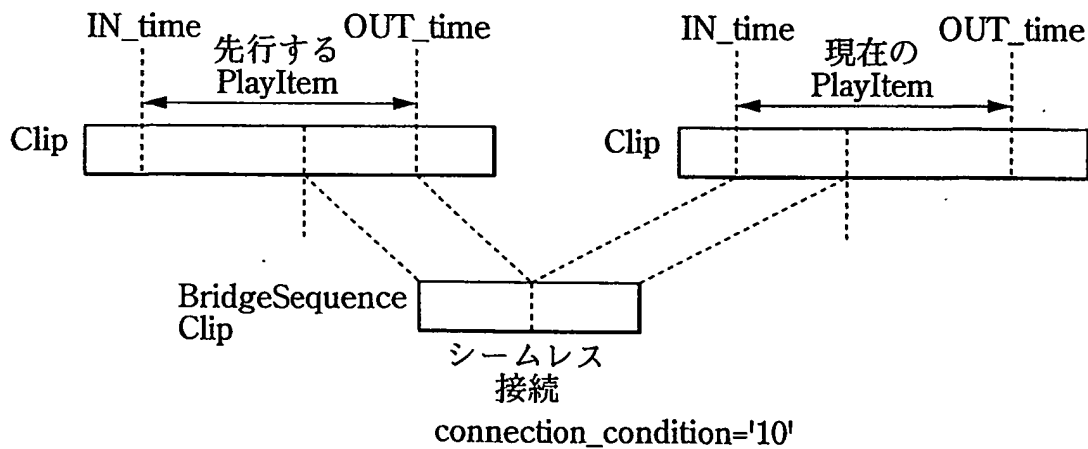 IN_time
先行する
PlayItem
OUT_time
IN_time
現在の
PlayItem
OUT_time
Clip
Clip
BridgeSequence
Clip
シームレス
接続
connection_condition='10'